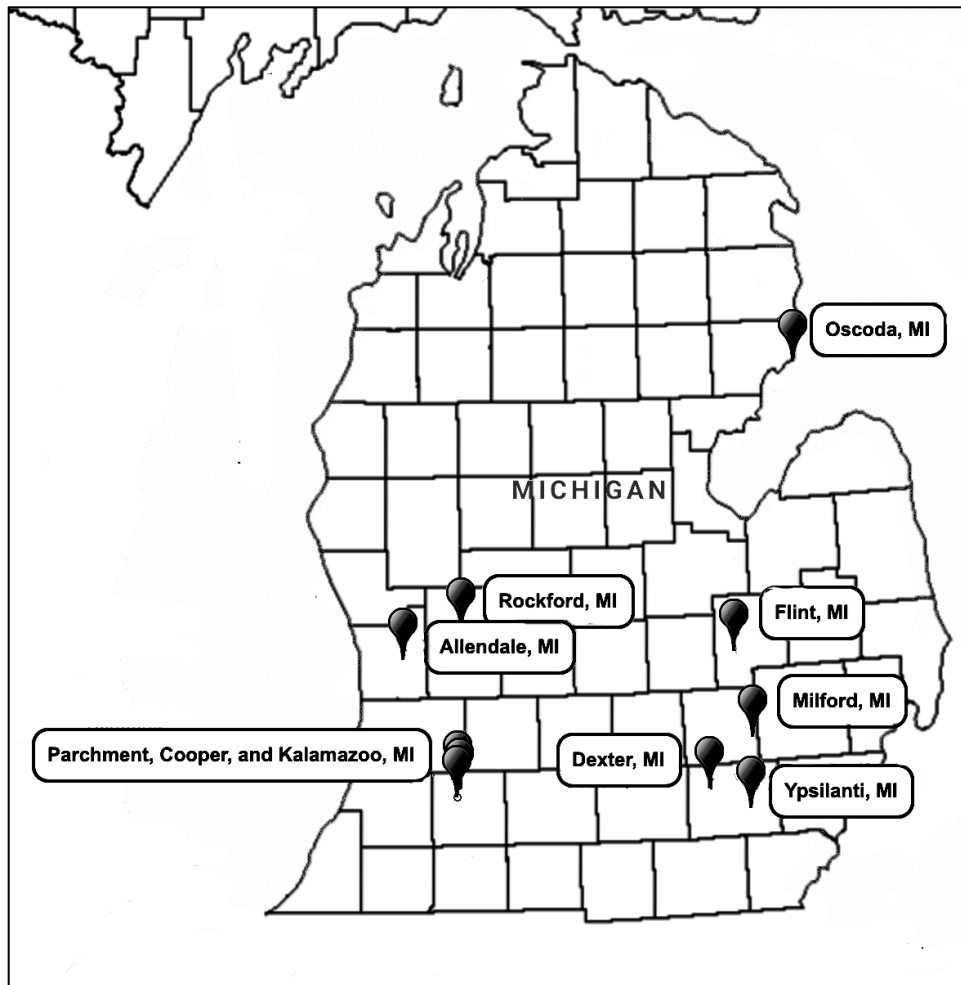 Oscoda, MI
MICHIGAN
Rockford, MI
Flint, MI
Allendale, MI
Milford, MI
Parchment, Cooper, and Kalamazoo, MI
Dexter, MI
Ypsilanti, MI